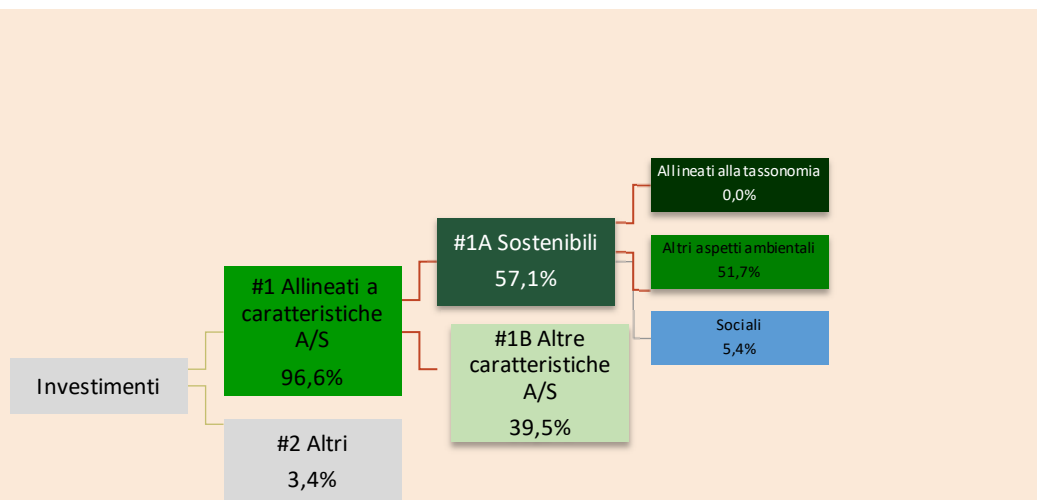 Investimenti
#1 Allineati a
caratteristiche
A/S
96,6%
#2 Altri
3,4%
#1A Sostenibili
57,1%
#1B Altre
caratteristiche
A/S
39,5%
Allineati alla tassonomia
0,0%
Altri aspetti ambientali
51,7%
Sociali
5,4%